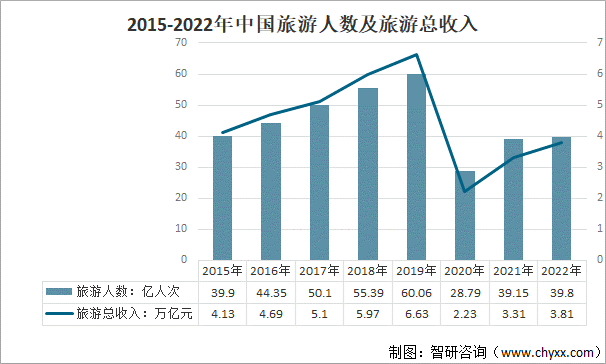 2015-2022年中国旅游人数及旅游总收入
70 7
60 6
50 5
40 4
30 3
20 2
10 1
0 0
2015年 2016年 2017年 2018年 2019年 2020年 2021年 2022年
旅游人数：亿人次 39.9 44.35 50.1 55.39 60.06 28.79 39.15 39.8
旅游总收入：万亿元 4.13 4.69 5.1 5.97 6.63 2.23 3.31 3.81
制图：智研咨询（www.chyxx.com）